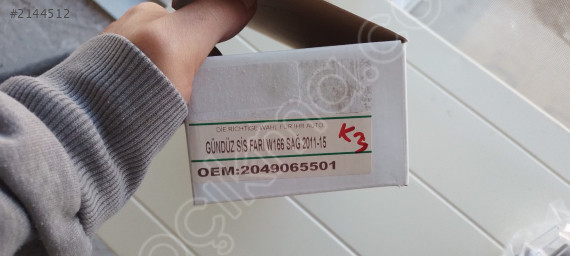 #2144512
DIE RICHTIGE WAHL FÜR IHR AUTO
GÜNDÜZ SİS FARI W166 SAĞ 2011-15
OEM:2049065501
K3